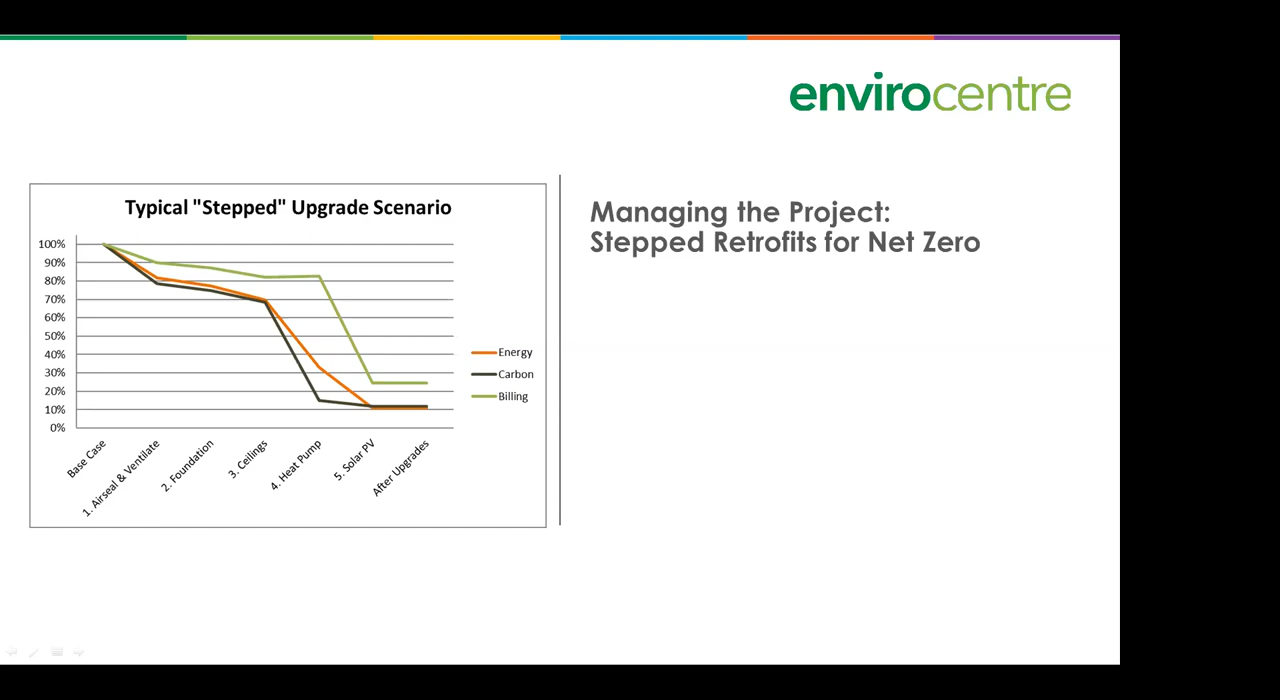 envirocentre
Typical "Stepped" Upgrade Scenario
100%
90%
80%
70%
60%
50%
40%
30%
20%
10%
0%
Base Case
1. Airseal & Ventilate
2. Foundation
3. Ceilings
4. Heat Pump
5. Solar PV
After Upgrades
Energy
Carbon
Billing
Managing the Project:
Stepped Retrofits for Net Zero